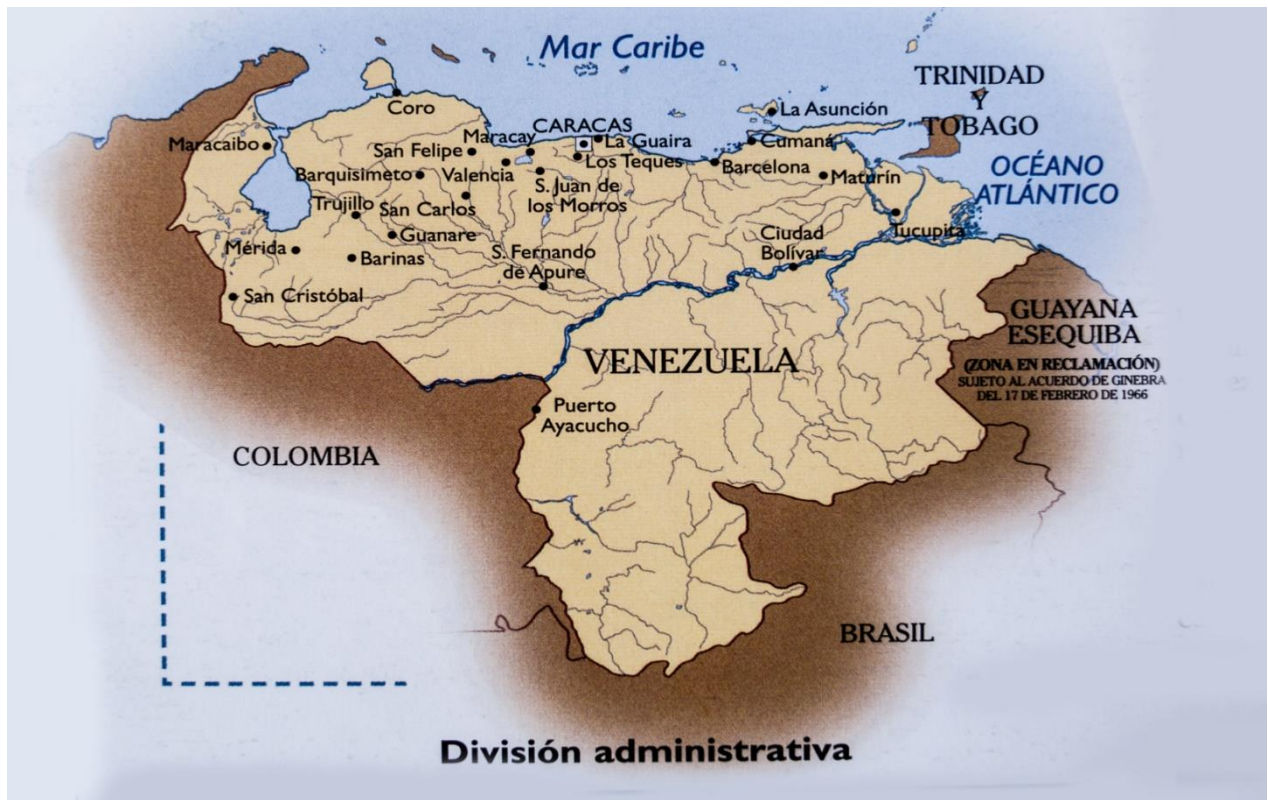 Mar Caribe
TRINIDAD
Y
TOBAGO
OCÉANO
ATLÁNTICO
Coro
La Asunción
CARACAS
Maracaibo
Maracay
La Guaira
Cumaná
San Felipe
Los Teques
Barcelona
Maturín
Barquisimeto
Valencia
S. Juan de
los Morros
Trujillo
San Carlos
Tucupita
Guanare
Ciudad
Bolívar
Mérida
Barinas
S. Fernando
de Apure
San Cristóbal
GUAYANA
ESEQUIBA
(ZONA EN RECLAMACIÓN)
SUJETO AL ACUERDO DE GINEBRA
DEL 17 DE FEBRERO DE 1966
VENEZUELA
Puerto
Ayacucho
COLOMBIA
BRASIL
División administrativa